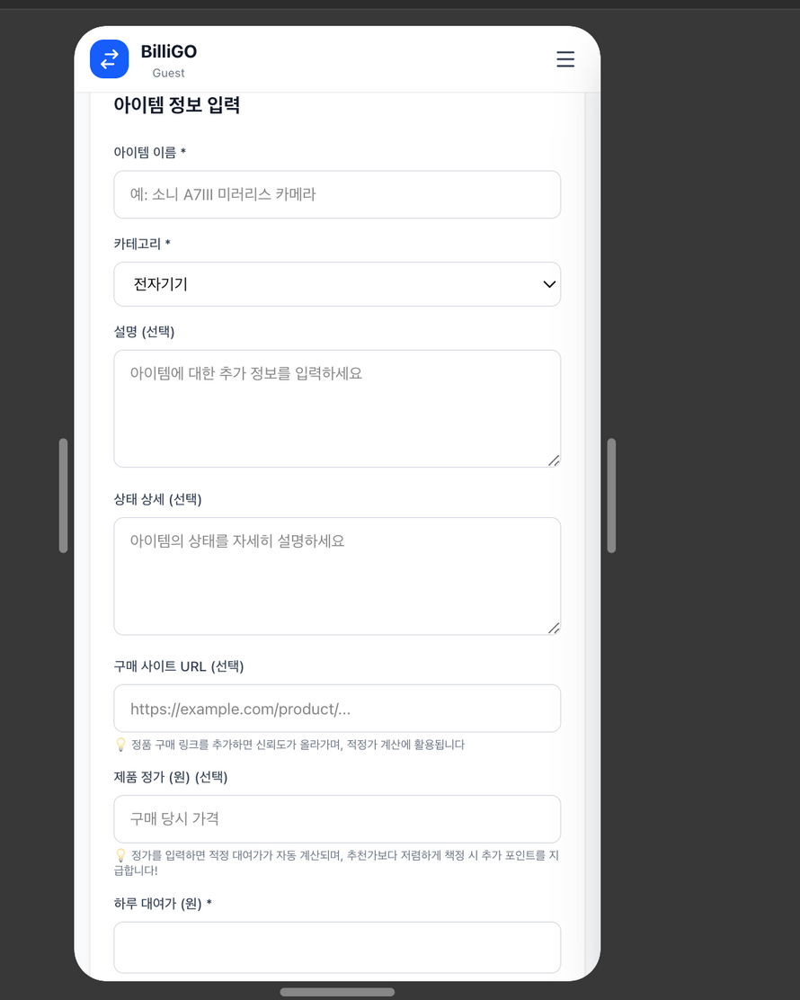 BilliGO
Guest
아이템 정보 입력
아이템 이름 *
예: 소니 A7III 미러리스 카메라
카테고리 *
전자기기
설명 (선택)
아이템에 대한 추가 정보를 입력하세요
상태 상세 (선택)
아이템의 상태를 자세히 설명하세요
구매 사이트 URL (선택)
https://example.com/product/...
💡 정품 구매 링크를 추가하면 신뢰도가 올라가며, 적정가 계산에 활용됩니다
제품 정가 (원) (선택)
구매 당시 가격
💡 정가를 입력하면 적정 대여가가 자동 계산되며, 추천가보다 저렴하게 책정 시 추가 포인트를 지
급합니다!
하루 대여가 (원) *